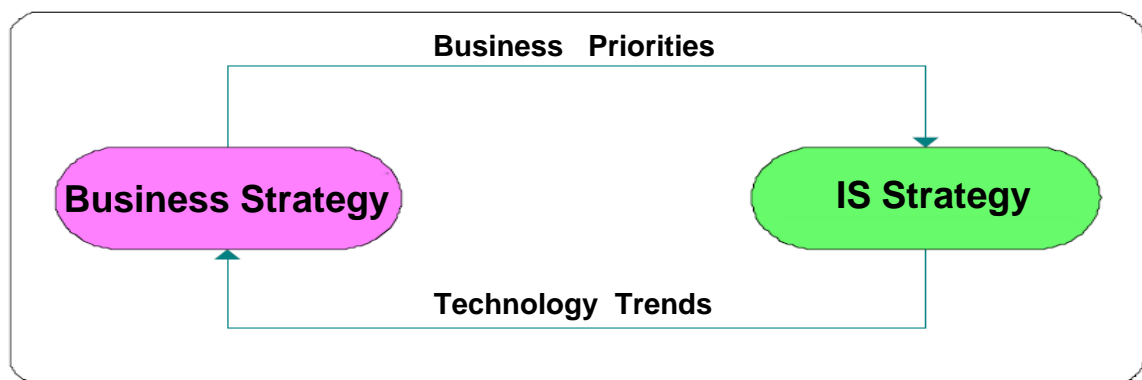 Business Priorities
Business Strategy
IS Strategy
Technology Trends